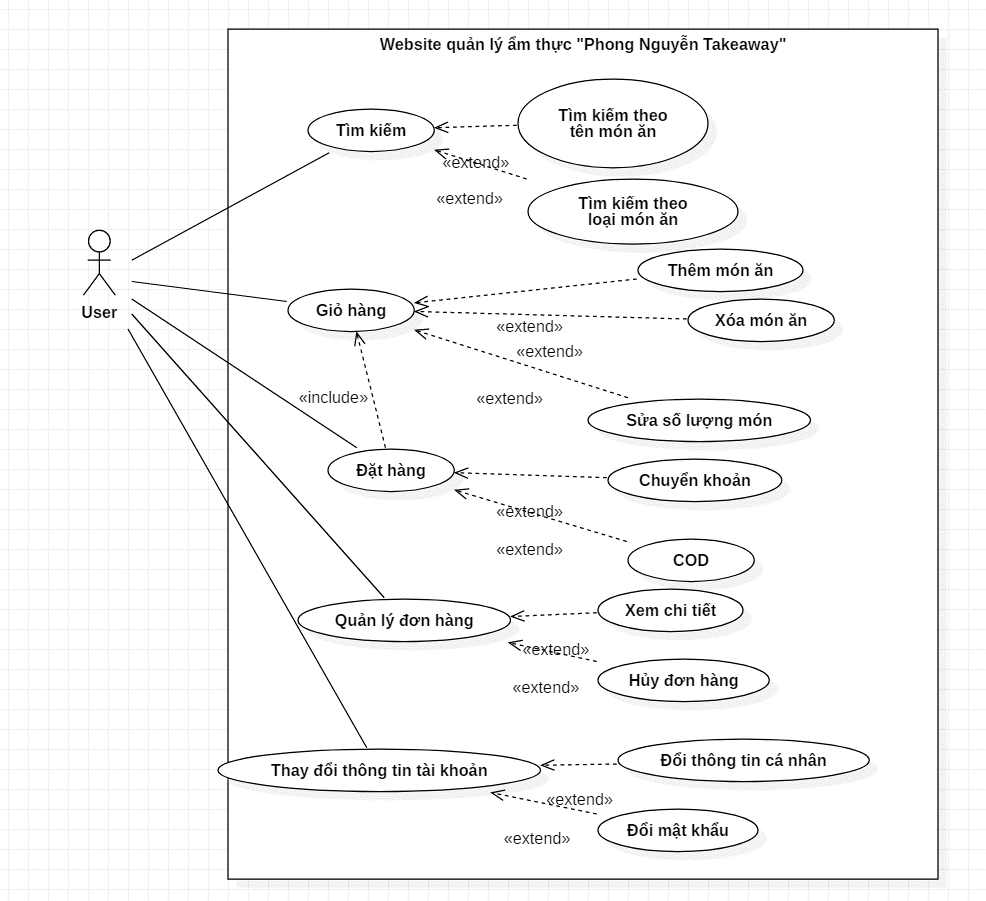 Website quản lý ẩm thực "Phong Nguyễn Takeaway"
Tìm kiếm
Tìm kiếm theo
tên món ăn
«extend»
«extend»
Tìm kiếm theo
loại món ăn
User
Giỏ hàng
Thêm món ăn
Xóa món ăn
«extend»
«extend»
«extend»
«include»
Sửa số lượng món
Đặt hàng
Chuyển khoản
«extend»
«extend»
COD
Quản lý đơn hàng
Xem chi tiết
«extend»
«extend»
Hủy đơn hàng
Thay đổi thông tin tài khoản
Đổi thông tin cá nhân
«extend»
«extend»
Đổi mật khẩu